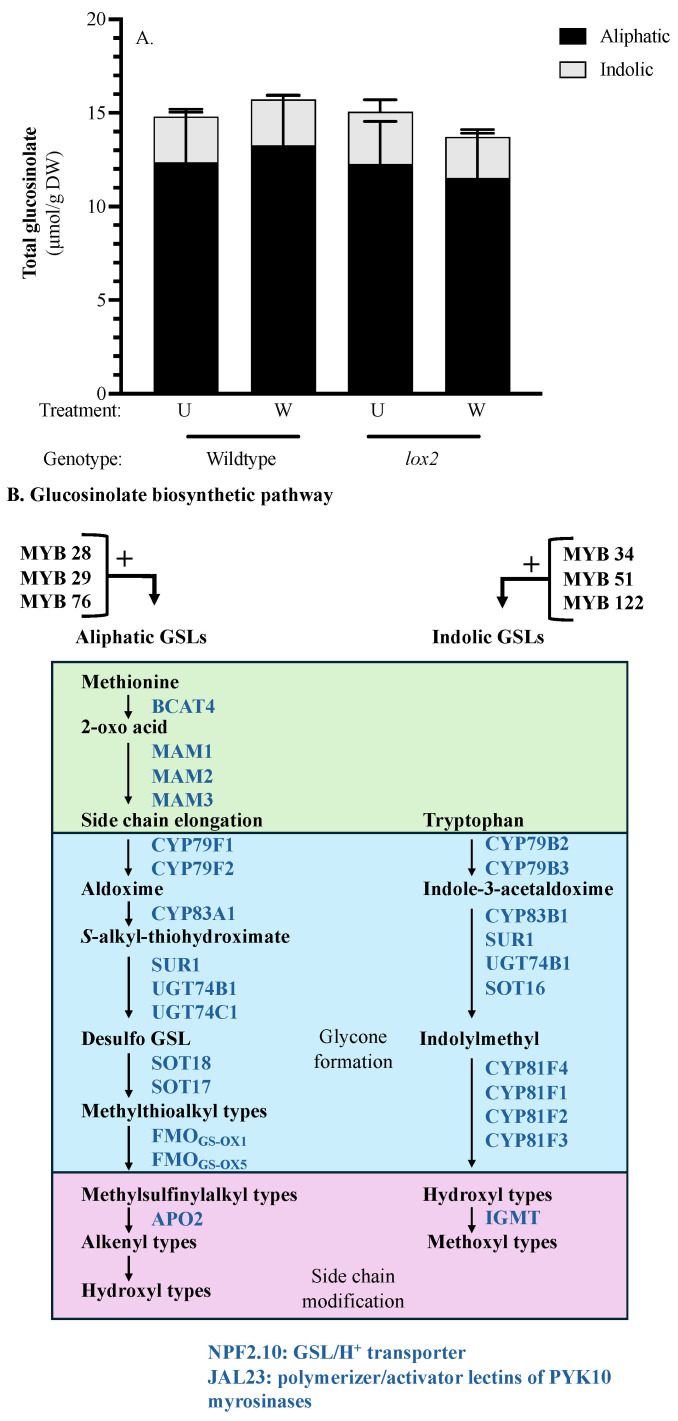 20
A.
Aliphatic
Indolic
15
10
5
0
Total glucosinolate
(μmol/g DW)
Treatment: U W U W
Genotype: Wildtype lox2
B. Glucosinolate biosynthetic pathway
MYB 28
MYB 29
MYB 76
+
Aliphatic GSLs
+
MYB 34
MYB 51
MYB 122
Indolic GSLs
Methionine
BCAT4
2-oxo acid
MAM1
MAM2
MAM3
Side chain elongation
CYP79F1
CYP79F2
Aldoxime
CYP83A1
S-alkyl-thiohydroximate
SUR1
UGT74B1
UGT74C1
Desulfo GSL
SOT18
SOT17
Methylthioalkyl types
FMOGS-OX1
FMOGS-OX5
Methylsulfinylalkyl types
APO2
Alkenyl types
Hydroxyl types
Tryptophan
CYP79B2
CYP79B3
Indole-3-acetaldoxime
CYP83B1
SUR1
UGT74B1
SOT16
Glycone
formation
Indolylmethyl
CYP81F4
CYP81F1
CYP81F2
CYP81F3
Hydroxyl types
IGMT
Methoxyl types
Side chain
modification
NPF2.10: GSL/H+ transporter
JAL23: polymerizer/activator lectins of PYK10
myrosinases